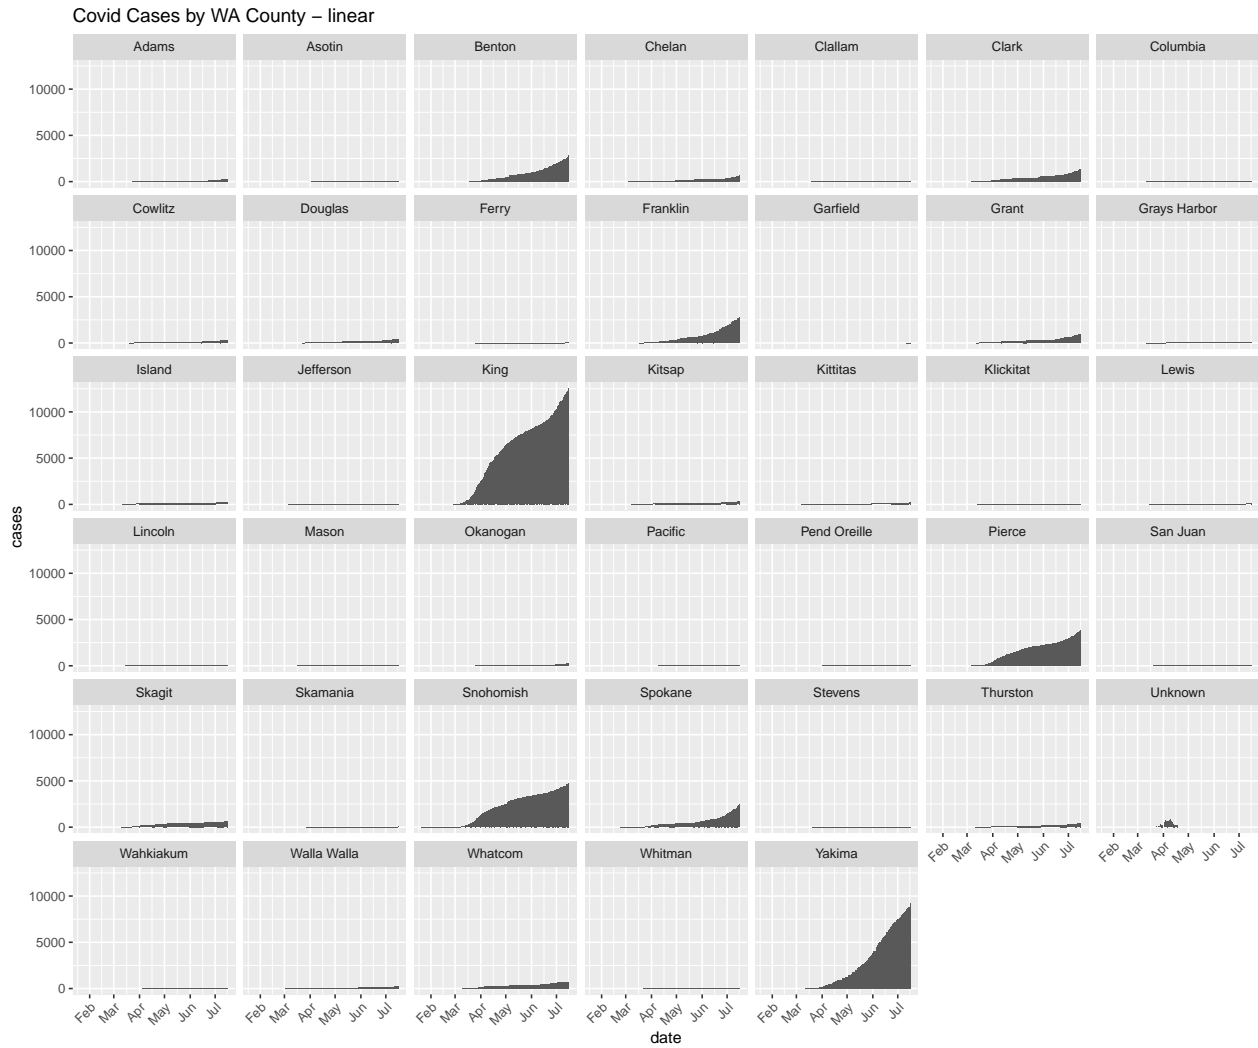 Covid Cases by WA County – linear
Adams Asotin Benton Chelan Clallam Clark Columbia
10000
5000
0
Cowlitz Douglas Ferry Franklin Garfield Grant Grays Harbor
10000
5000
0
Island Jefferson King Kitsap Kittitas Klickitat Lewis
10000
5000
0
cases
Lincoln Mason Okanogan Pacific Pend Oreille Pierce San Juan
10000
5000
0
Skagit Skamania Snohomish Spokane Stevens Thurston Unknown
10000
5000
0
Feb Mar Apr May Jun Jul Feb Mar Apr May Jun Jul
Wahkiakum Walla Walla Whatcom Whitman Yakima
10000
5000
0
Feb Mar Apr May Jun Jul Feb Mar Apr May Jun Jul Feb Mar Apr May Jun Jul Feb Mar Apr May Jun Jul Feb Mar Apr May Jun Jul
date